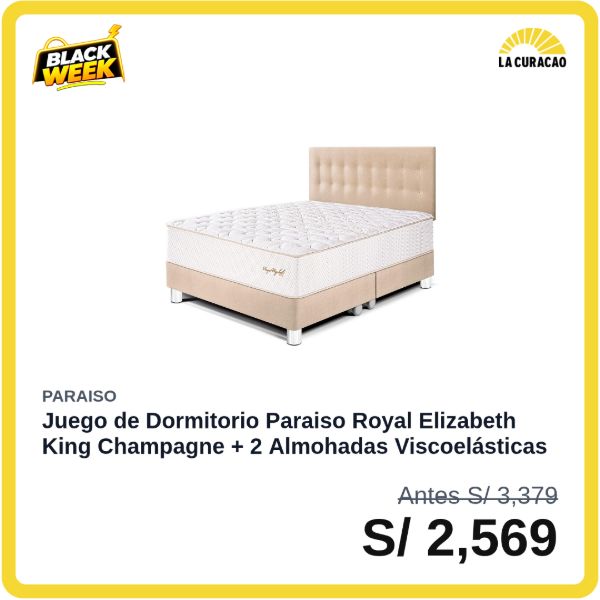 BLACK
WEEK
LA CURACAO
PARAISO
Juego de Dormitorio Paraiso Royal Elizabeth
King Champagne + 2 Almohadas Viscoelásticas
Antes S/ 3,379
S/ 2,569